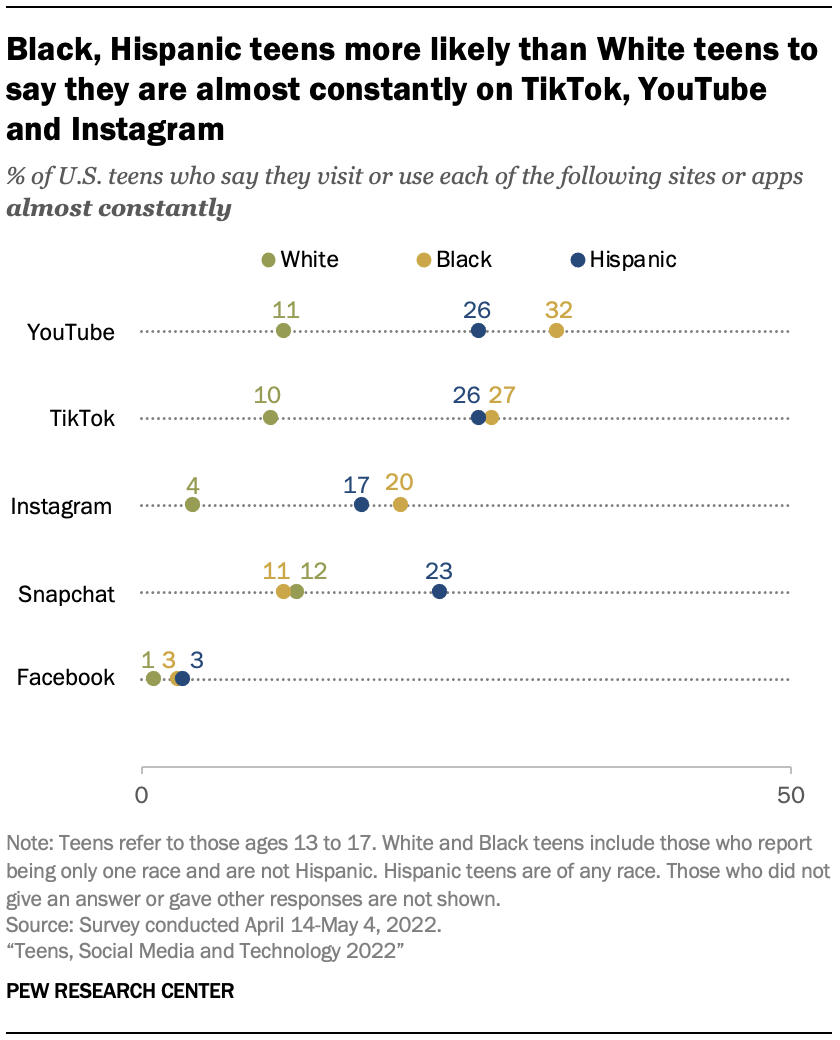 Black, Hispanic teens more likely than White teens to
say they are almost constantly on TikTok, YouTube
and Instagram
% of U.S. teens who say they visit or use each of the following sites or apps
almost constantly
White Black Hispanic
11 26 32
YouTube
10 26 27
TikTok
4 17 20
Instagram
11 12 23
Snapchat
1 3 3
Facebook
0 50
Note: Teens refer to those ages 13 to 17. White and Black teens include those who report
being only one race and are not Hispanic. Hispanic teens are of any race. Those who did not
give an answer or gave other responses are not shown.
Source: Survey conducted April 14-May 4, 2022.
“Teens, Social Media and Technology 2022”
PEW RESEARCH CENTER